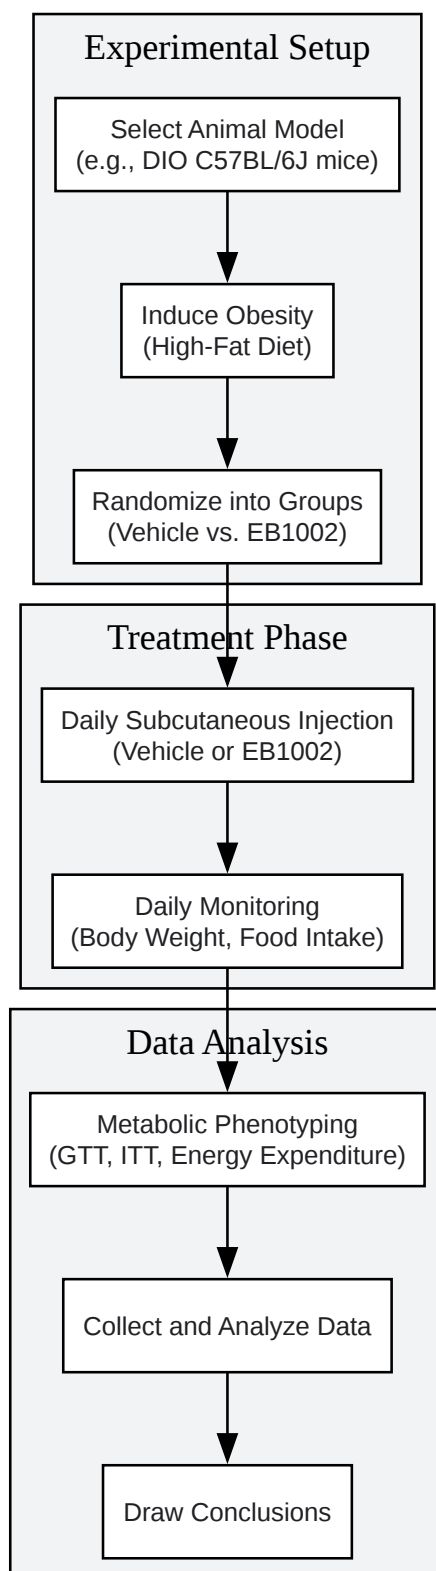 Experimental Setup
Select Animal Model
(e.g., DIO C57BL/6J mice)
Induce Obesity
(High-Fat Diet)
Randomize into Groups
(Vehicle vs. EB1002)
Treatment Phase
Daily Subcutaneous Injection
(Vehicle or EB1002)
Daily Monitoring
(Body Weight, Food Intake)
Data Analysis
Metabolic Phenotyping
(GTT, ITT, Energy Expenditure)
Collect and Analyze Data
Draw Conclusions